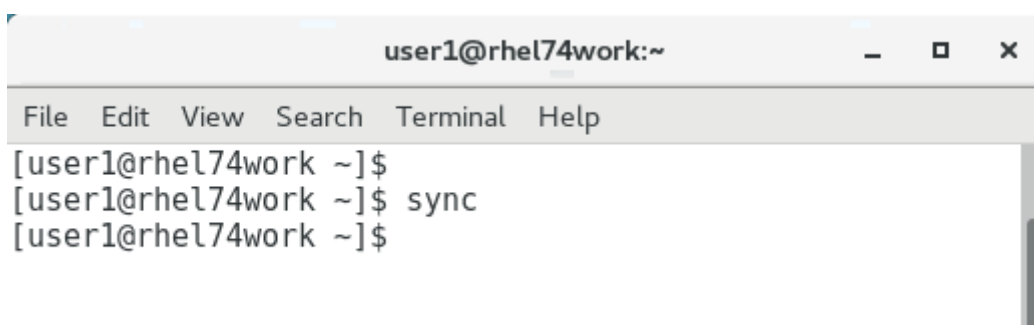 user1@rhel74work:~
File Edit View Search Terminal Help
[user1@rhel74work ~]$
[user1@rhel74work ~]$ sync
[user1@rhel74work ~]$